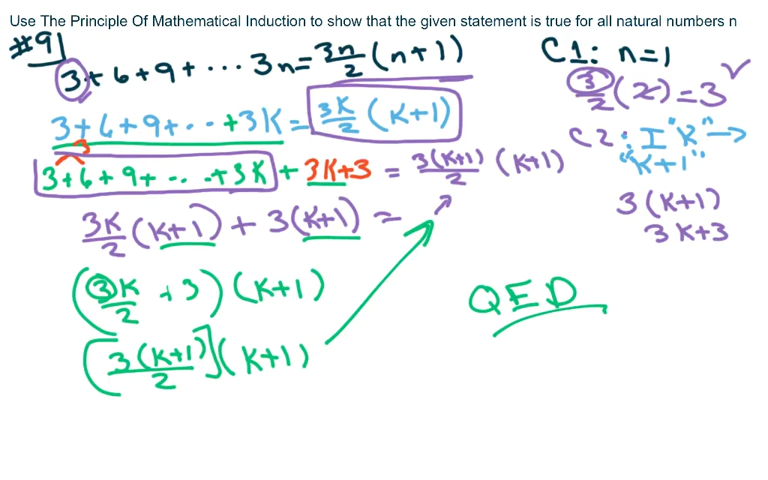 Use The Principle Of Mathematical Induction to show that the given statement is true for all natural numbers n
#91
3+6+9+...3n=3n/2(n+1)
C1: n=1
3/2(2)=3✓
3+6+9+...+3K=3K/2(K+1)
C2: If "K"→
"K+1"
3+6+9+...+3K+3K+3=3(K+1)/2(K+1)
3(K+1)
3K+3
3K/2(K+1)+3(K+1)=
(3K/2+3)(K+1)
QED
[3(K+1)/2](K+1)